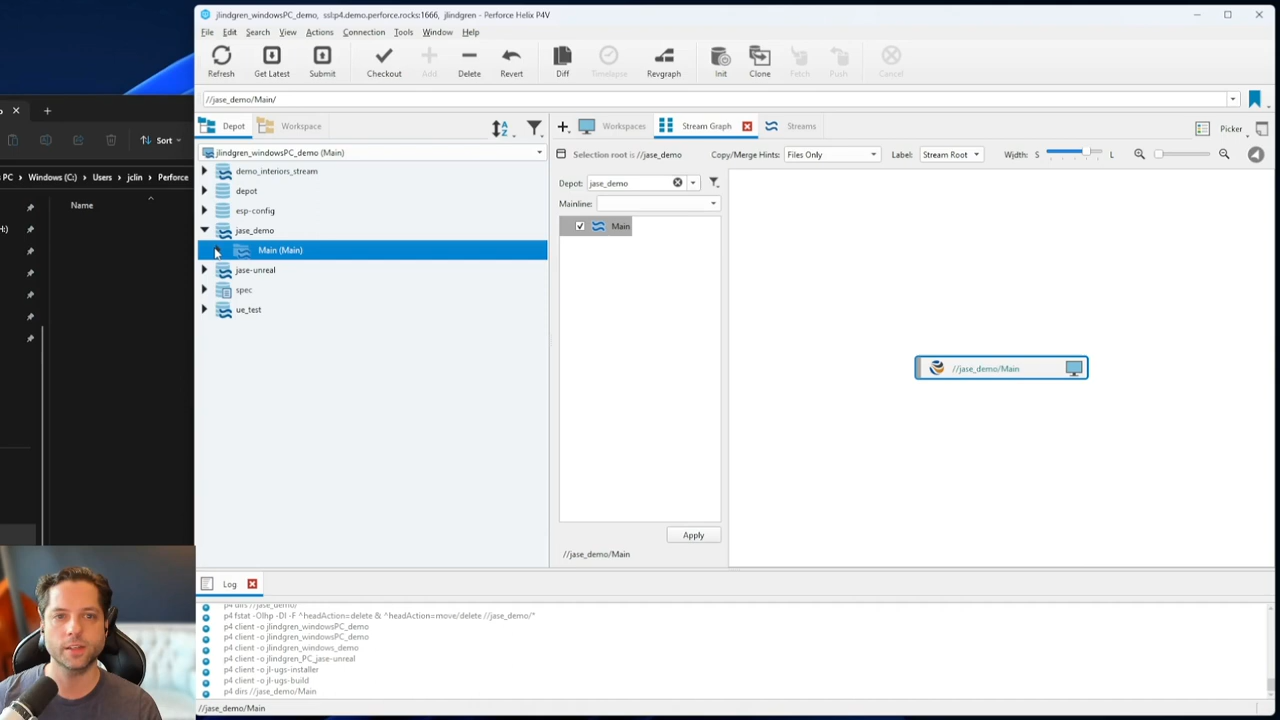 jlindgren_windowsPC_demo, ssl:p4.demo.perforce.rocks:1666, jlindgren - Perforce Helix P4V
File Edit Search View Actions Connection Tools Window Help
Refresh Get Latest Submit Checkout Add Delete Revert Diff Timelapse Revgraph Init Clone Fetch Push Cancel
//jase_demo/Main/
Depot Workspace
Workspaces Stream Graph Streams Picker
Sort
PC Windows (C:) Users jclin Perforce
Name
jlindgren_windowsPC_demo (Main)
demo_interiors_stream
depot
esp-config
jase_demo
Main (Main)
jase-unreal
spec
ue_test
Selection root is //jase_demo Copy/Merge Hints: Files Only Label: Stream Root Width: S L
Depot: jase_demo
Mainline:
Main
Apply
//jase_demo/Main
//jase_demo/Main
Log
p4 dirs //jase_demo/
p4 fstat -Olhp -Dl -F ^headAction=delete & ^headAction=move/delete //jase_demo/*
p4 client -o jlindgren_windowsPC_demo
p4 client -o jlindgren_windowsPC_demo
p4 client -o jlindgren_windows_demo
p4 client -o jlindgren_PC_jase-unreal
p4 client -o jl-ugs-installer
p4 client -o jl-ugs-build
p4 dirs //jase_demo/Main
//jase_demo/Main